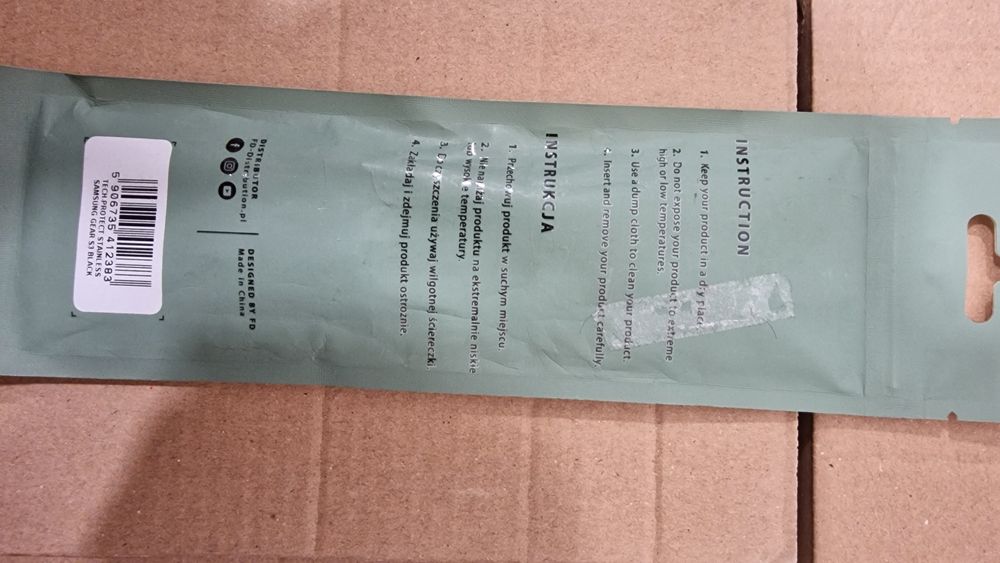 INSTRUCTION
1. Keep your product in a dry place
2. Do not expose your product to extreme
high or low temperatures.
3. Use a dump cloth to clean your product.
4. Insert and remove your product carefully.
INSTRUKCJA
1. Przechowuj produkt w suchym miejscu.
2. Nie narażaj produktu na ekstremalnie niskie
lub wysokie temperatury.
3. Do czyszczenia używaj wilgotnej ściereczki.
4. Zakładaj i zdejmuj produkt ostrożnie.
DISTRIBUTOR
FD-Distribution.pl
DESIGNED BY FD
Made in China
5 906735 412383
TECH-PROTECT STAINLESS
SAMSUNG GEAR S3 BLACK